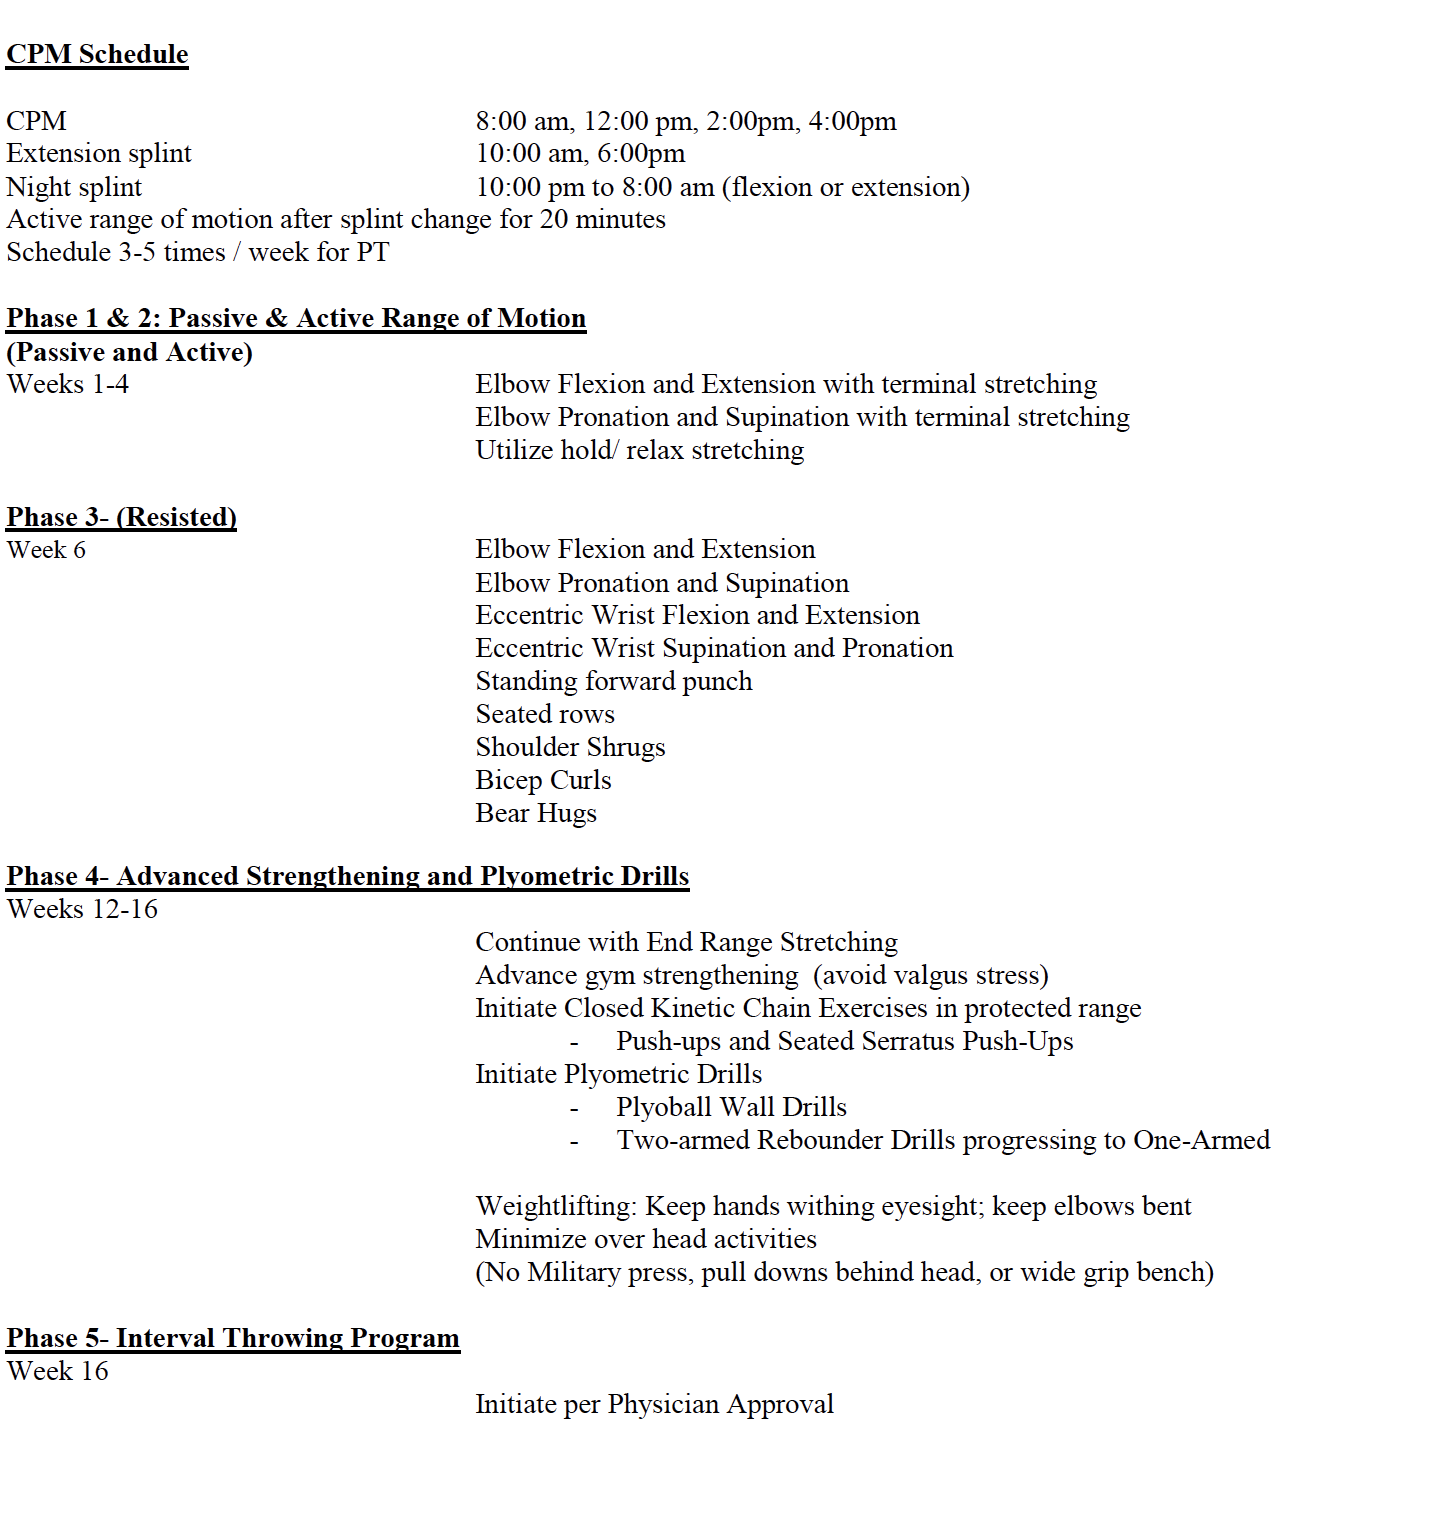 CPM Schedule
CPM 8:00 am, 12:00 pm, 2:00pm, 4:00pm
Extension splint 10:00 am, 6:00pm
Night splint 10:00 pm to 8:00 am (flexion or extension)
Active range of motion after splint change for 20 minutes
Schedule 3-5 times / week for PT
Phase 1 & 2: Passive & Active Range of Motion
(Passive and Active)
Weeks 1-4 Elbow Flexion and Extension with terminal stretching
Elbow Pronation and Supination with terminal stretching
Utilize hold/ relax stretching
Phase 3- (Resisted)
Week 6 Elbow Flexion and Extension
Elbow Pronation and Supination
Eccentric Wrist Flexion and Extension
Eccentric Wrist Supination and Pronation
Standing forward punch
Seated rows
Shoulder Shrugs
Bicep Curls
Bear Hugs
Phase 4- Advanced Strengthening and Plyometric Drills
Weeks 12-16
Continue with End Range Stretching
Advance gym strengthening  (avoid valgus stress)
Initiate Closed Kinetic Chain Exercises in protected range
- Push-ups and Seated Serratus Push-Ups
Initiate Plyometric Drills
- Plyoball Wall Drills
- Two-armed Rebounder Drills progressing to One-Armed
Weightlifting: Keep hands withing eyesight; keep elbows bent
Minimize over head activities
(No Military press, pull downs behind head, or wide grip bench)
Phase 5- Interval Throwing Program
Week 16
Initiate per Physician Approval